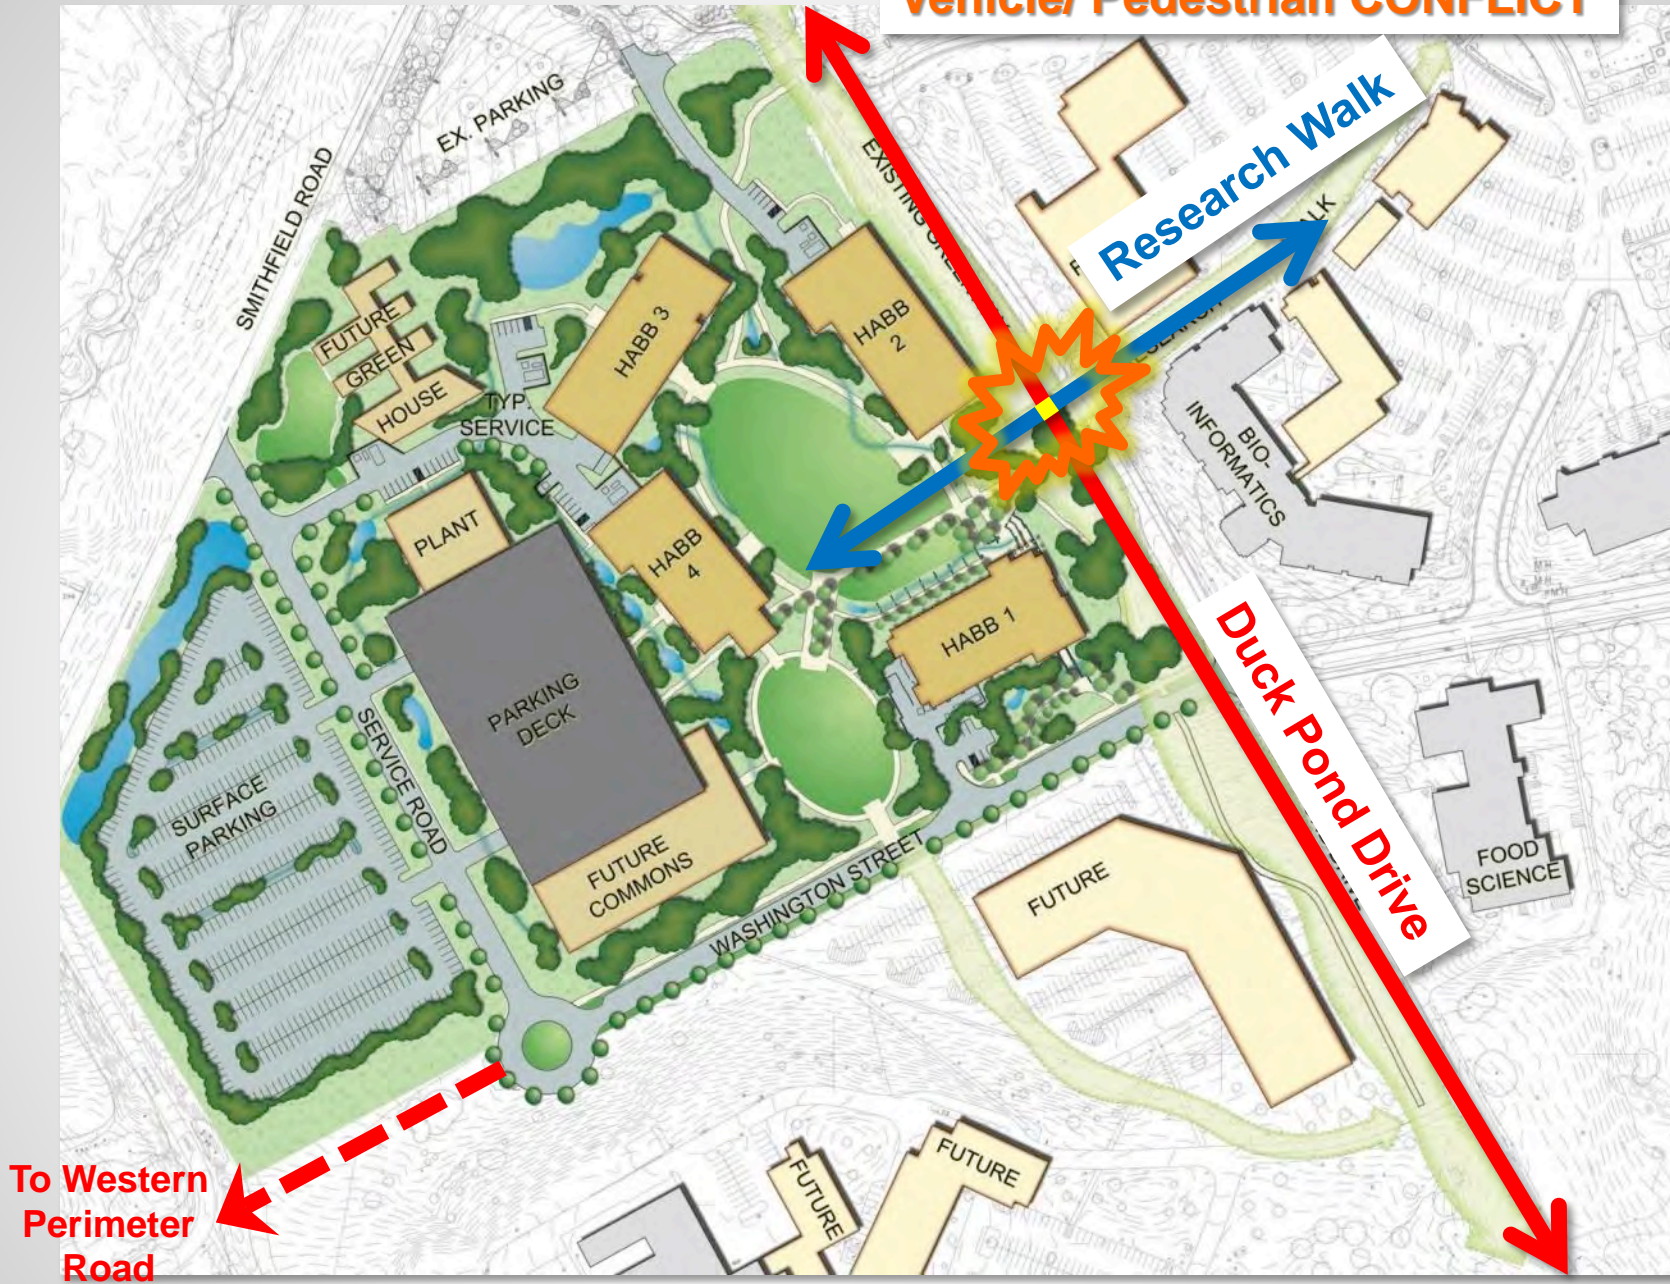 Vehicle/ Pedestrian CONFLICT
EX. PARKING
Research Walk
SMITHFIELD ROAD
EXISTING
HABB 3
HABB
2
FUTURE
GREEN
HOUSE
TYP.
SERVICE
BIO-
INFORMATICS
PLANT
HABB
4
HABB 1
Duck Pond Drive
PARKING
DECK
SERVICE ROAD
SURFACE
PARKING
FUTURE
COMMONS
WASHINGTON STREET
FUTURE
FOOD
SCIENCE
To Western
Perimeter
Road
FUTURE
FUTURE